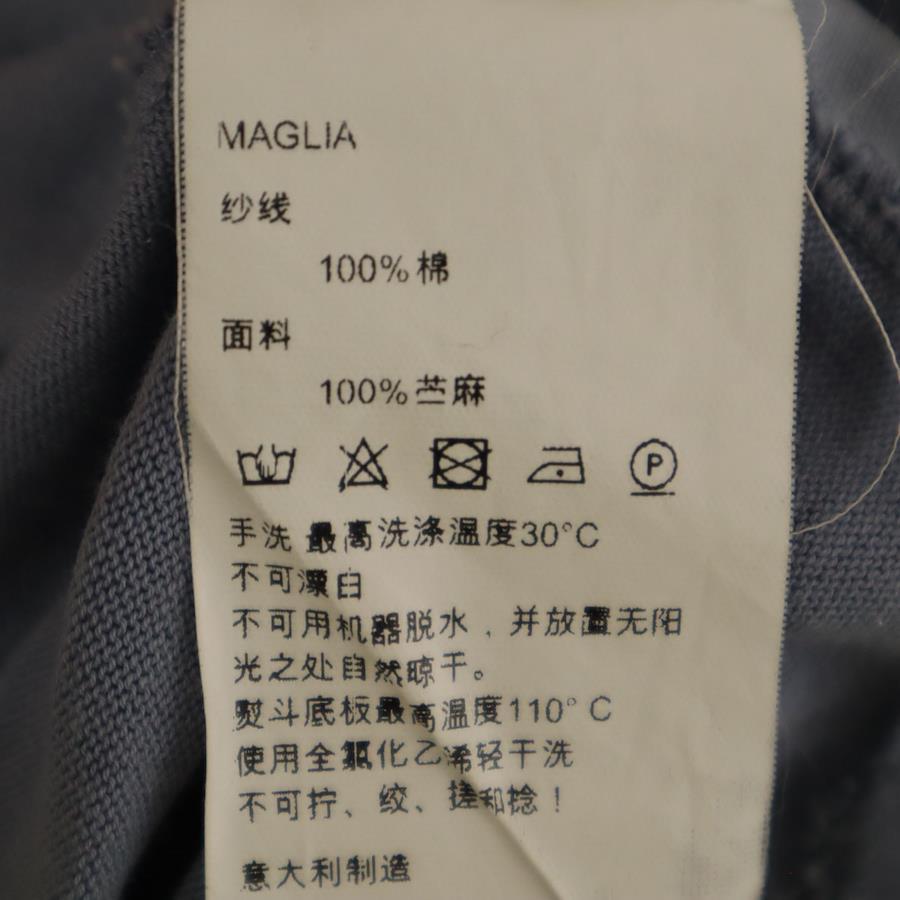 MAGLIA
纱线
100%棉
面料
100%苎麻
P
手洗 最高洗涤温度30°C
不可漂白
不可用机器脱水，并放置无阳
光之处自然晾干。
熨斗底板最高温度110°C
使用全氯化乙烯轻干洗
不可拧、绞、搓和捻！
意大利制造